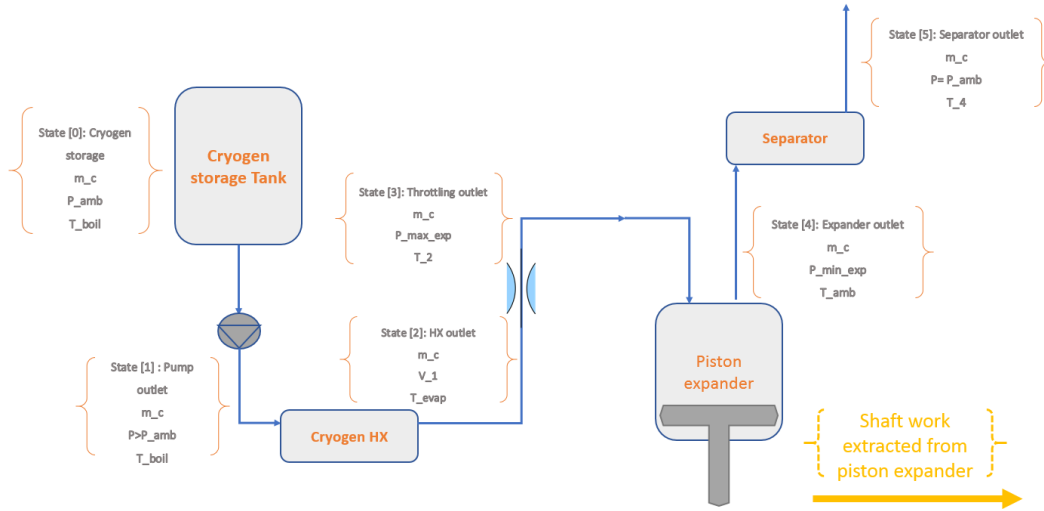 State [0]: Cryogen
storage
m_c
P_amb
T_boil
Cryogen
storage Tank
State [1] : Pump
outlet
m_c
P>P_amb
T_boil
Cryogen HX
State [2]: HX outlet
m_c
V_1
T_evap
State [3]: Throttling outlet
m_c
P_max_exp
T_2
Piston
expander
State [4]: Expander outlet
m_c
P_min_exp
T_amb
Separator
State [5]: Separator outlet
m_c
P= P_amb
T_4
Shaft work
extracted from
piston expander